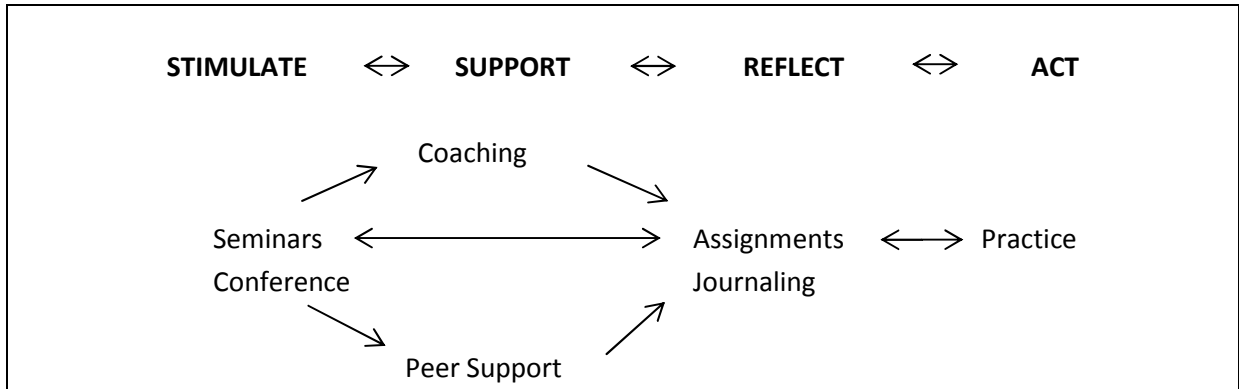 STIMULATE ↔ SUPPORT ↔ REFLECT ↔ ACT
Coaching
Seminars ↔ Assignments ↔ Practice
Conference Journaling
Peer Support